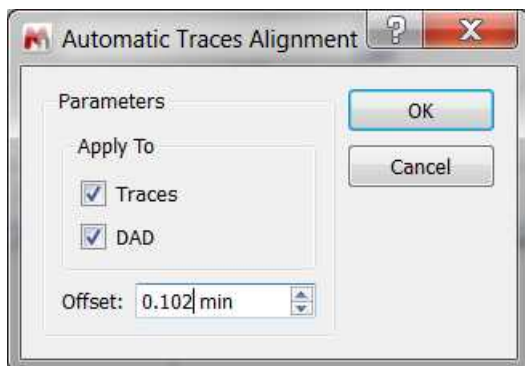 Automatic Traces Alignment
Parameters
Apply To
Traces
DAD
Offset: 0.102 min
OK
Cancel